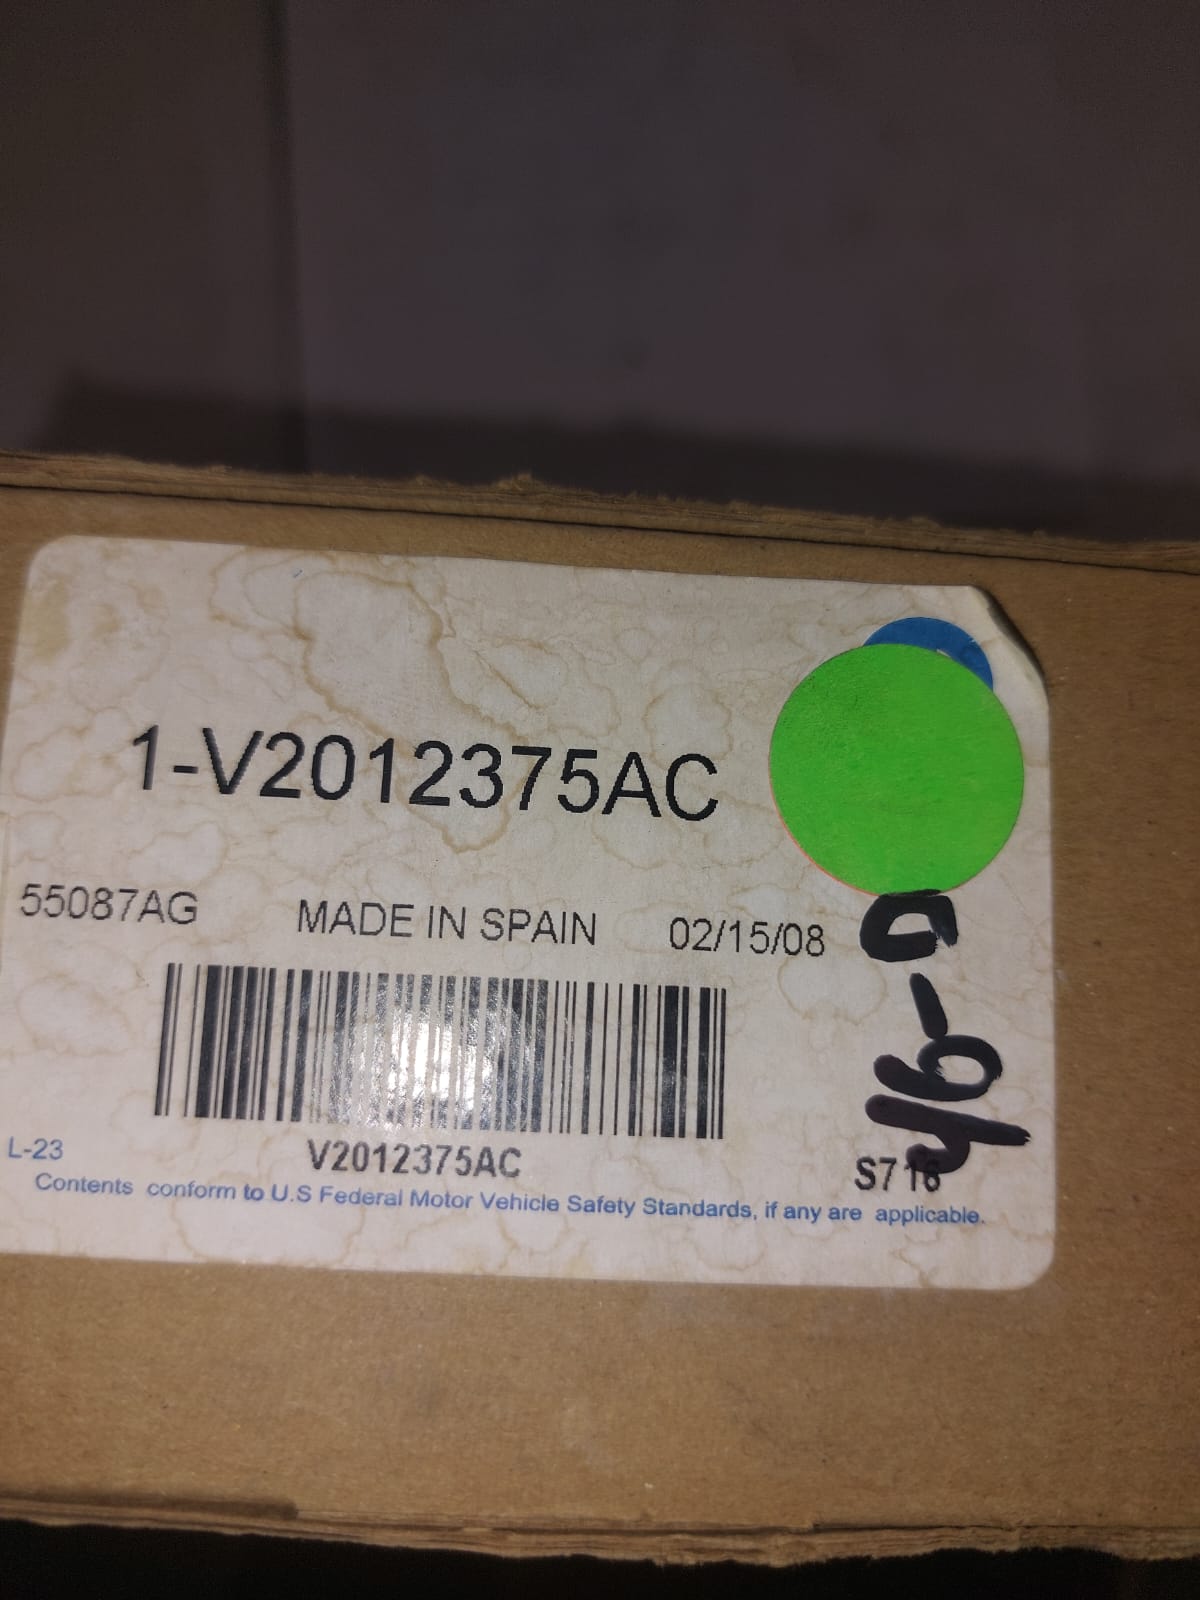 1-V2012375AC
55087AG MADE IN SPAIN 02/15/08
L-23 V2012375AC S716
Contents conform to U.S Federal Motor Vehicle Safety Standards, if any are applicable.
46-D